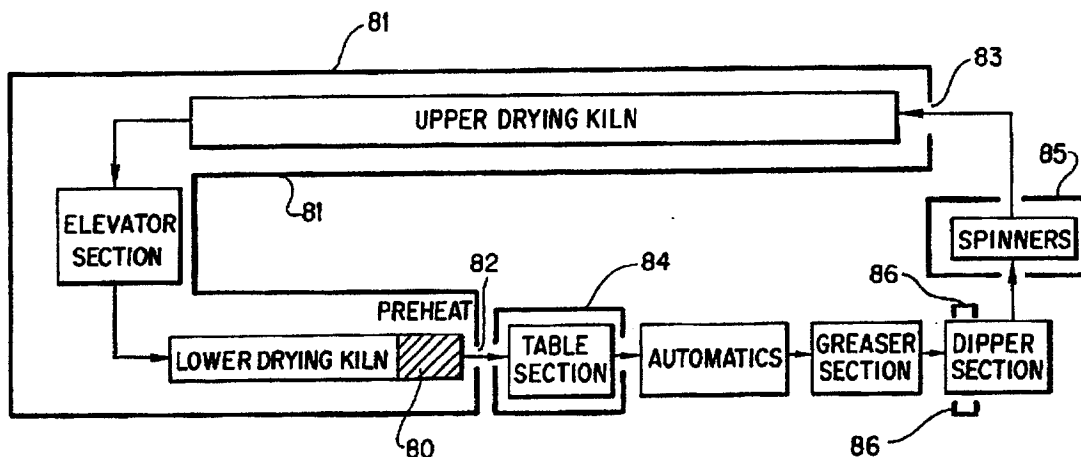 81
83
UPPER DRYING KILN
85
81
ELEVATOR
SECTION
SPINNERS
82
84
86
PREHEAT
LOWER DRYING KILN
TABLE
SECTION
AUTOMATICS
GREASER
SECTION
DIPPER
SECTION
80
86